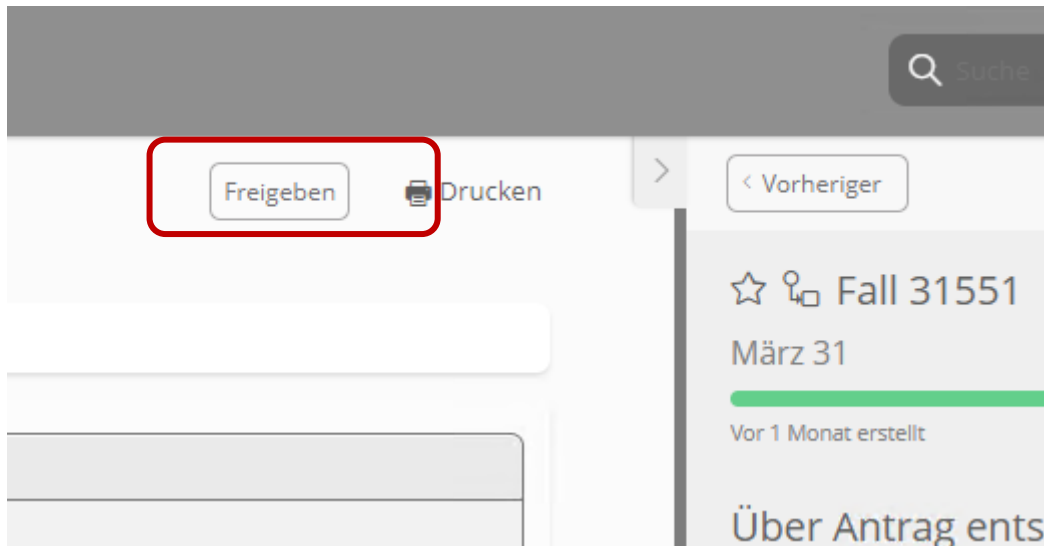 Suche
Freigeben
Drucken
< Vorheriger
Fall 31551
März 31
Vor 1 Monat erstellt
Über Antrag ents